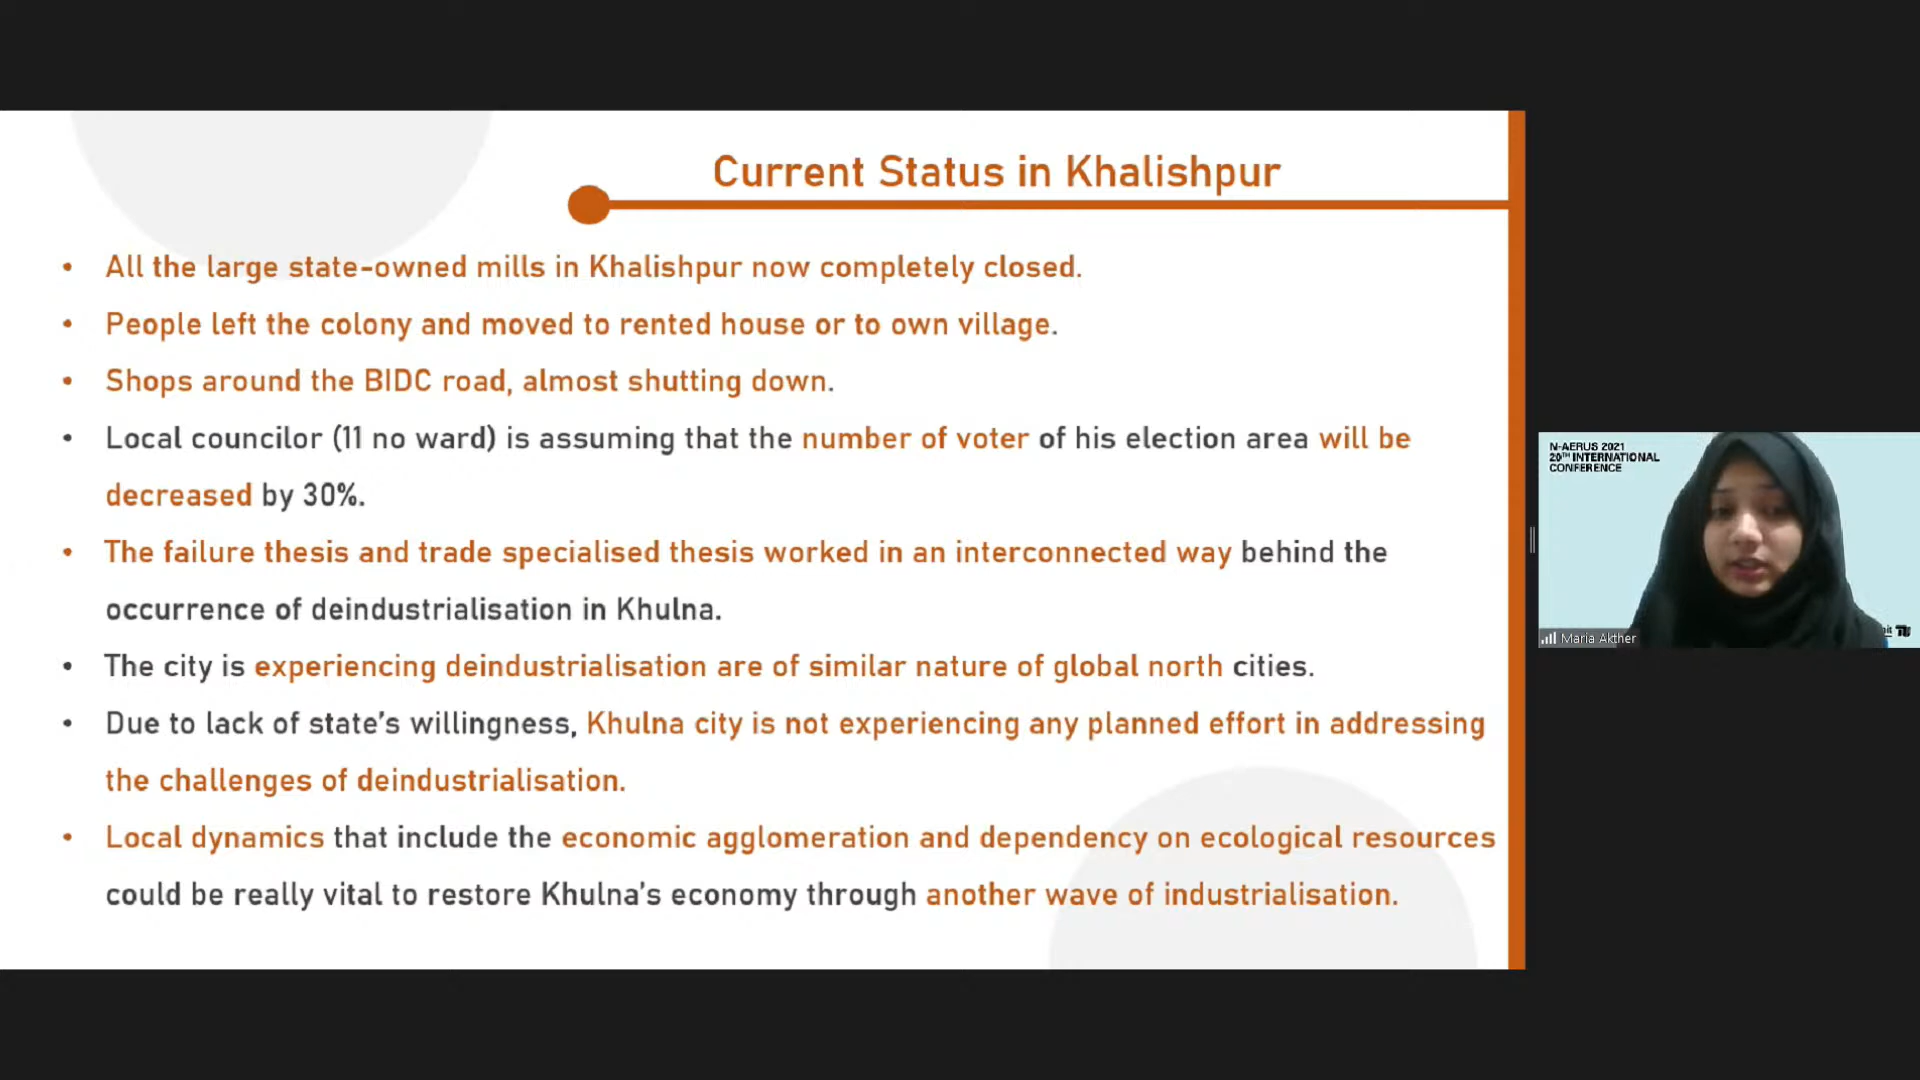 Current Status in Khalishpur
• All the large state-owned mills in Khalishpur now completely closed.
• People left the colony and moved to rented house or to own village.
• Shops around the BIDC road, almost shutting down.
• Local councilor (11 no ward) is assuming that the number of voter of his election area will be
decreased by 30%.
• The failure thesis and trade specialised thesis worked in an interconnected way behind the
occurrence of deindustrialisation in Khulna.
• The city is experiencing deindustrialisation are of similar nature of global north cities.
• Due to lack of state's willingness, Khulna city is not experiencing any planned effort in addressing
the challenges of deindustrialisation.
• Local dynamics that include the economic agglomeration and dependency on ecological resources
could be really vital to restore Khulna's economy through another wave of industrialisation.
N-AERUS 2021
20TH INTERNATIONAL
CONFERENCE
Maria Akther